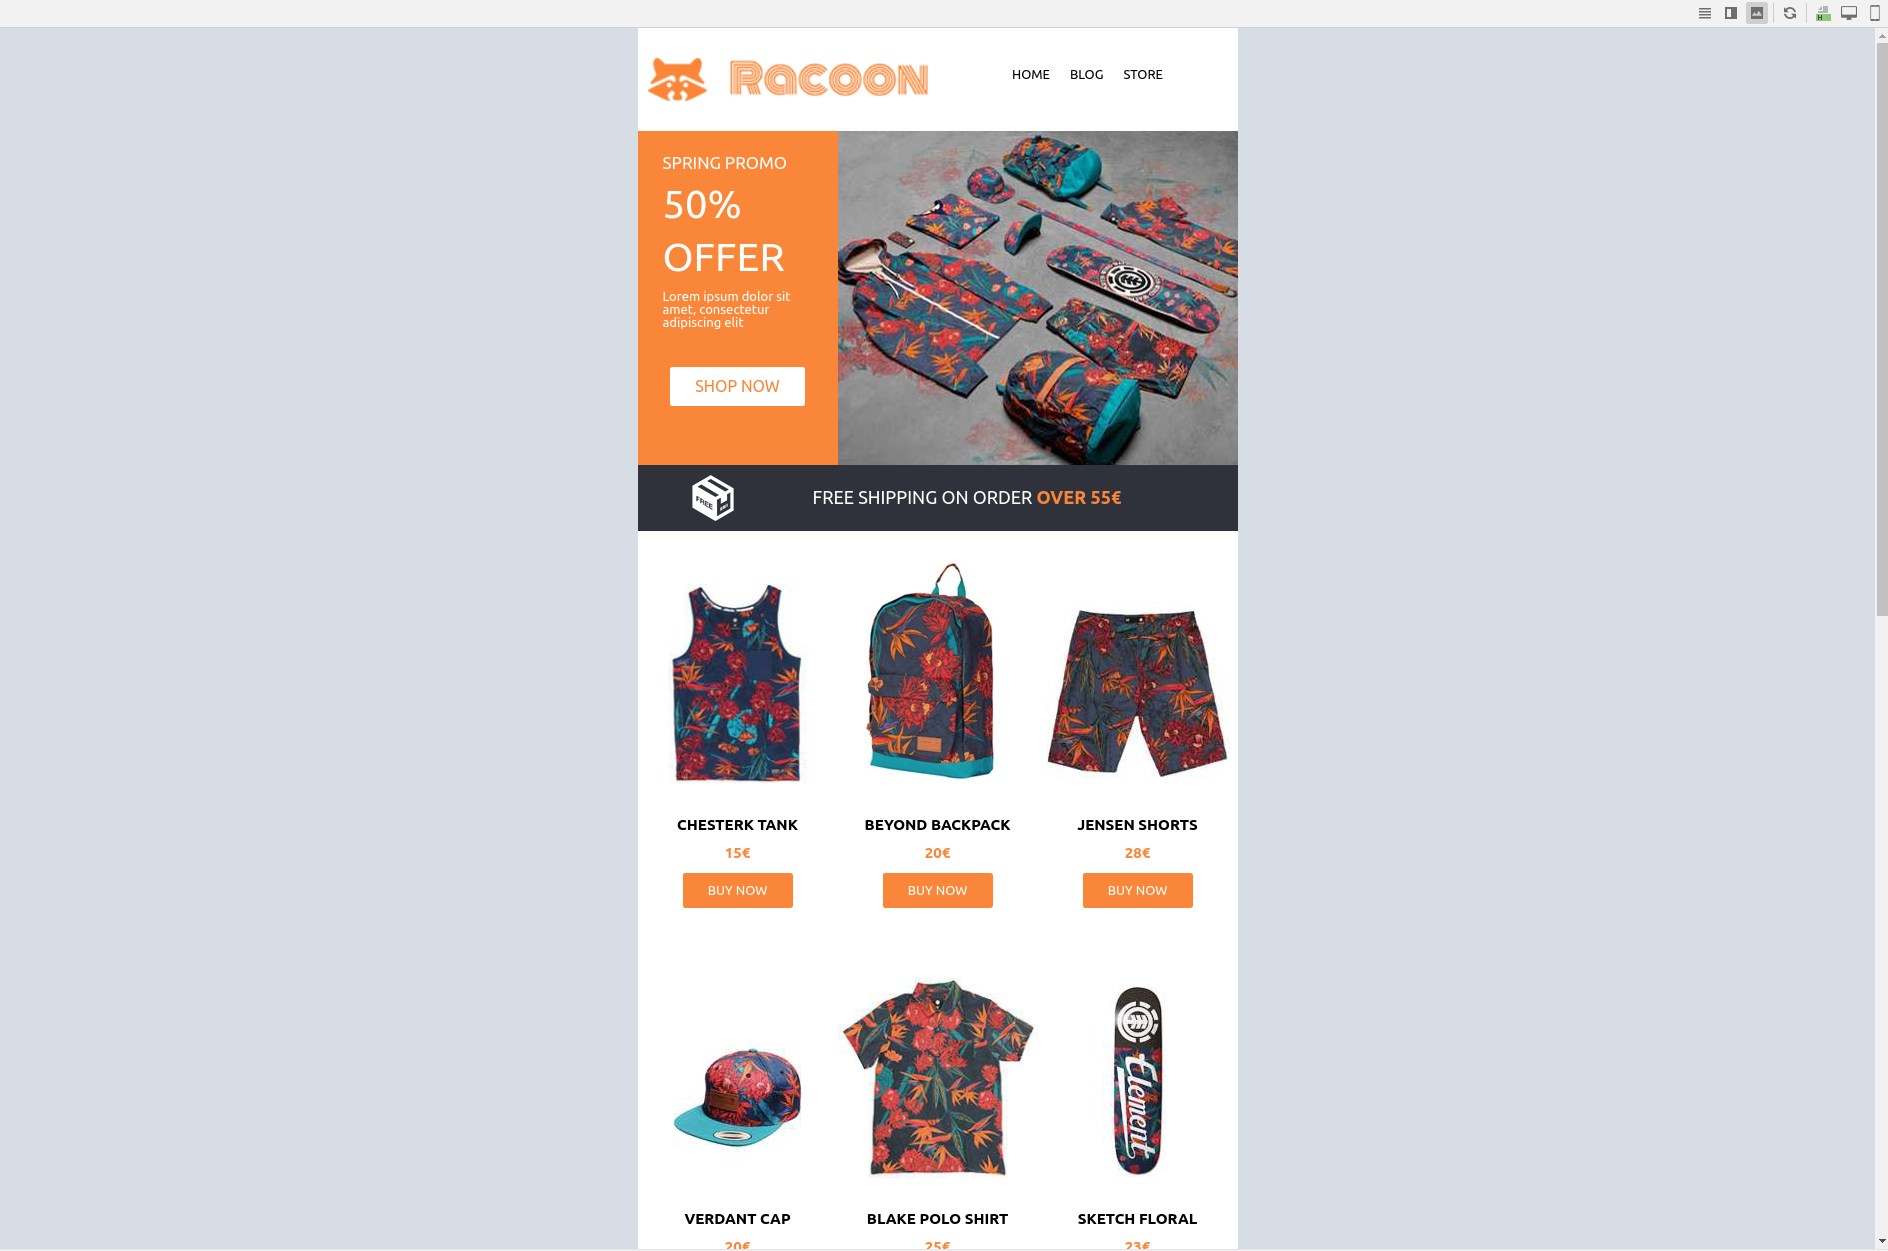 Racoon
HOME BLOG STORE
SPRING PROMO
50%
OFFER
Lorem ipsum dolor sit
amet, consectetur
adipiscing elit
SHOP NOW
FREE
FREE SHIPPING ON ORDER OVER 55€
CHESTERK TANK
BEYOND BACKPACK
JENSEN SHORTS
15€
20€
28€
BUY NOW
BUY NOW
BUY NOW
Element
VERDANT CAP
BLAKE POLO SHIRT
SKETCH FLORAL
20€
25€
23€